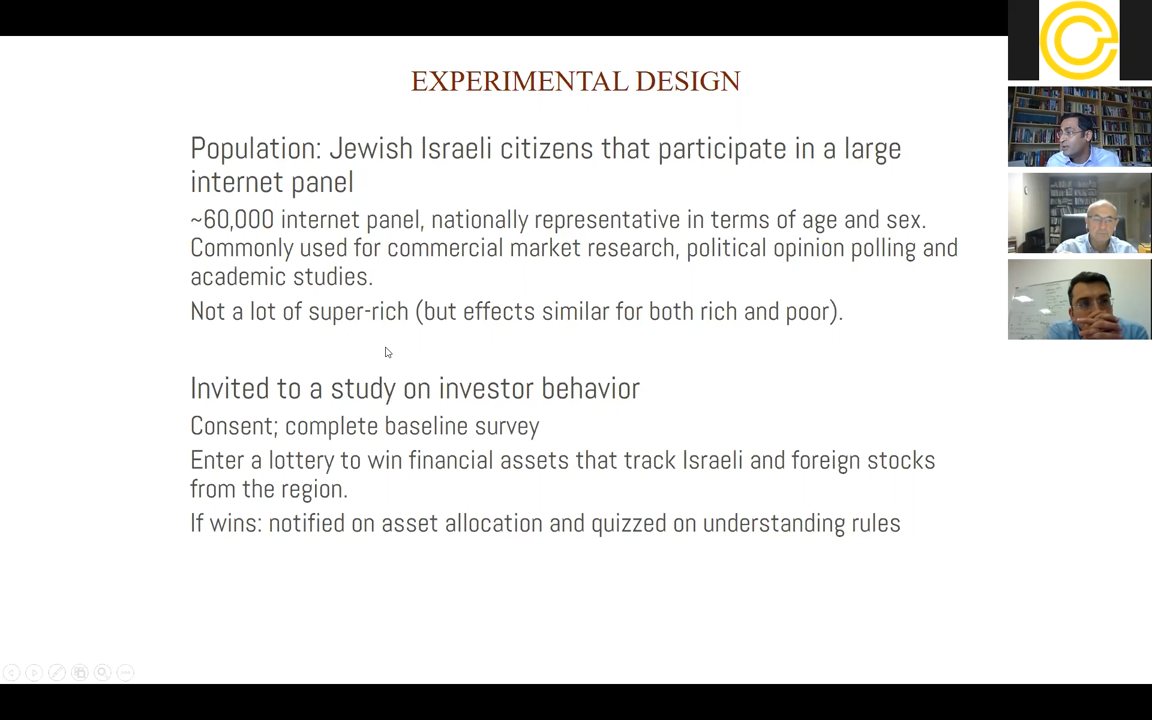 EXPERIMENTAL DESIGN
Population: Jewish Israeli citizens that participate in a large
internet panel
~60,000 internet panel, nationally representative in terms of age and sex.
Commonly used for commercial market research, political opinion polling and
academic studies.
Not a lot of super-rich (but effects similar for both rich and poor).
Invited to a study on investor behavior
Consent; complete baseline survey
Enter a lottery to win financial assets that track Israeli and foreign stocks
from the region.
If wins: notified on asset allocation and quizzed on understanding rules